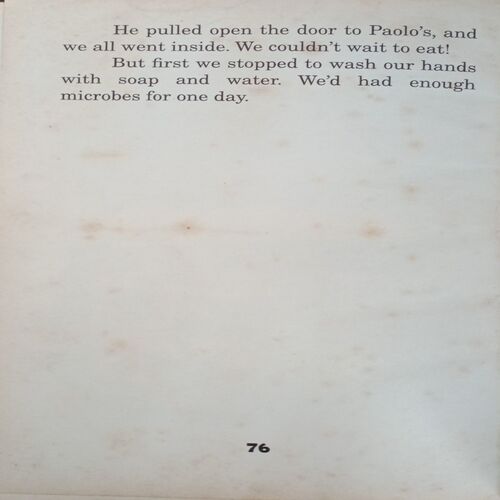 He pulled open the door to Paolo's, and
we all went inside. We couldn't wait to eat!
But first we stopped to wash our hands
with soap and water. We'd had enough
microbes for one day.
76